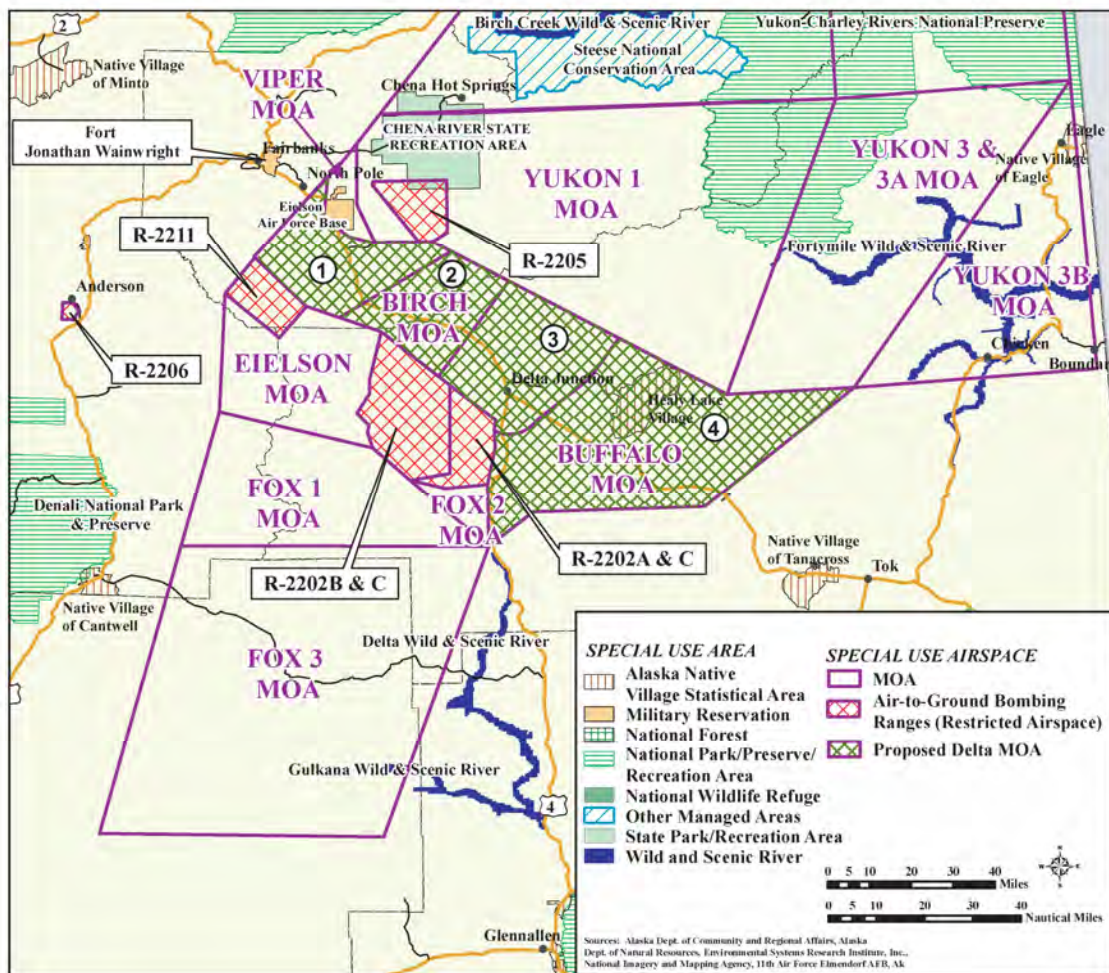 2
Birch Creek Wild & Scenic River
Yukon-Charley Rivers National Preserve
Steese National
Conservation Area
Native Village
of Minto
VIPER
MOA
Chena Hot Springs
CHENA RIVER STATE
RECREATION AREA
Fort
Jonathan Wainwright
Fairbanks
North Pole
Eielson
Air Force Base
YUKON 1
MOA
YUKON 3 &
3A MOA
Eagle
Native Village
of Eagle
R-2211
R-2205
Fortymile Wild & Scenic River
YUKON 3B
MOA
1
2
BIRCH
MOA
3
Anderson
R-2206
EIELSON
MOA
Delta Junction
Healy Lake
Village
4
Chicken
Boundar
BUFFALO
MOA
FOX 1
MOA
FOX 2
MOA
Denali National Park
& Preserve
R-2202B & C
R-2202A & C
Native Village
of Tanacross
Tok
Native Village
of Cantwell
FOX 3
MOA
Delta Wild & Scenic River
Gulkana Wild & Scenic River
4
Glennallen
SPECIAL USE AREA
Alaska Native
Village Statistical Area
Military Reservation
National Forest
National Park/Preserve/
Recreation Area
National Wildlife Refuge
Other Managed Areas
State Park/Recreation Area
Wild and Scenic River
SPECIAL USE AIRSPACE
MOA
Air-to-Ground Bombing
Ranges (Restricted Airspace)
Proposed Delta MOA
N
W
S
0 5 10 20 30 40
Miles
0 5 10 20 30 40
Nautical Miles
Sources: Alaska Dept. of Community and Regional Affairs, Alaska
Dept. of Natural Resources, Environmental Systems Research Institute, Inc.,
National Imagery and Mapping Agency, 11th Air Force Elmendorf AFB, Ak